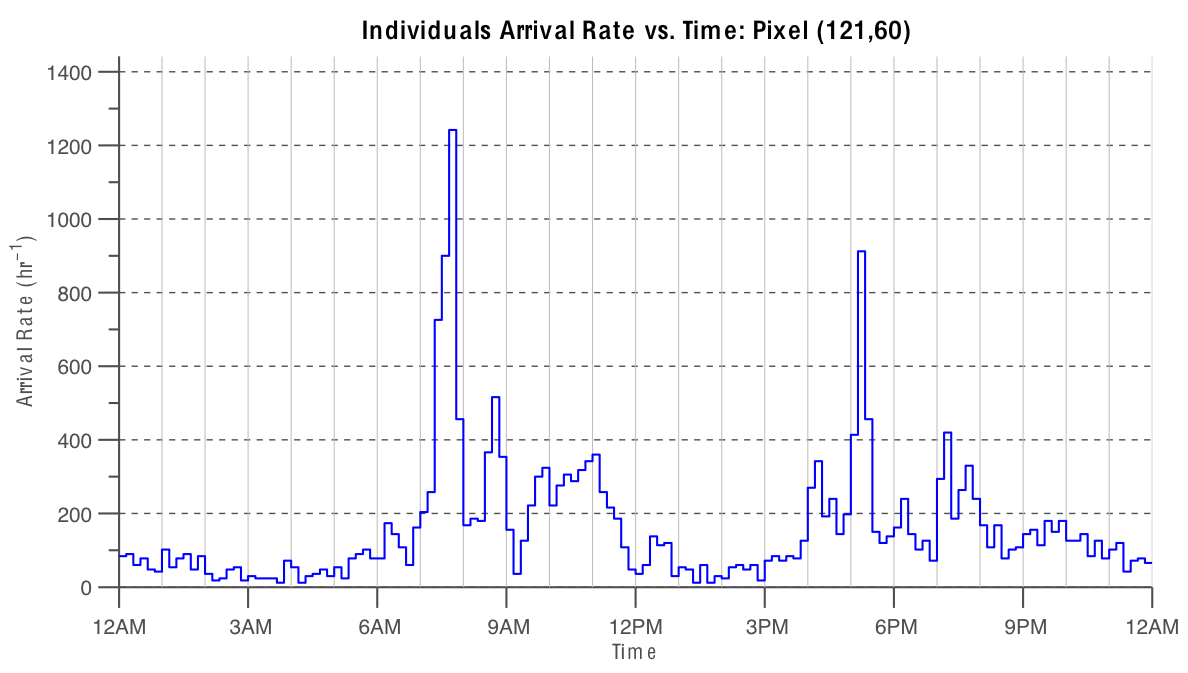 Individuals Arrival Rate vs. Time: Pixel (121,60)
1400
1200
1000
800
600
400
200
0
Arrival Rate (hr⁻¹)
12AM 3AM 6AM 9AM 12PM 3PM 6PM 9PM 12AM
Time